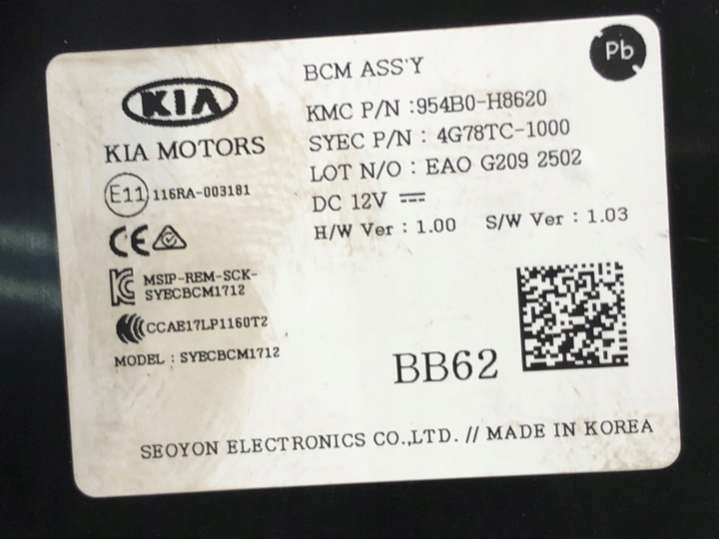 Pb
BCM ASS'Y
KIA
KIA MOTORS
KMC P/N :954B0-H8620
SYEC P/N : 4G78TC-1000
LOT N/O : EAO G209 2502
DC 12V
H/W Ver : 1.00 S/W Ver : 1.03
E11 116RA-003181
CE
MSIP-REM-SCK-
SYECBCM1712
CCAE17LP1160T2
MODEL : SYECBCM1712
BB62
SEOYON ELECTRONICS CO.,LTD. // MADE IN KOREA